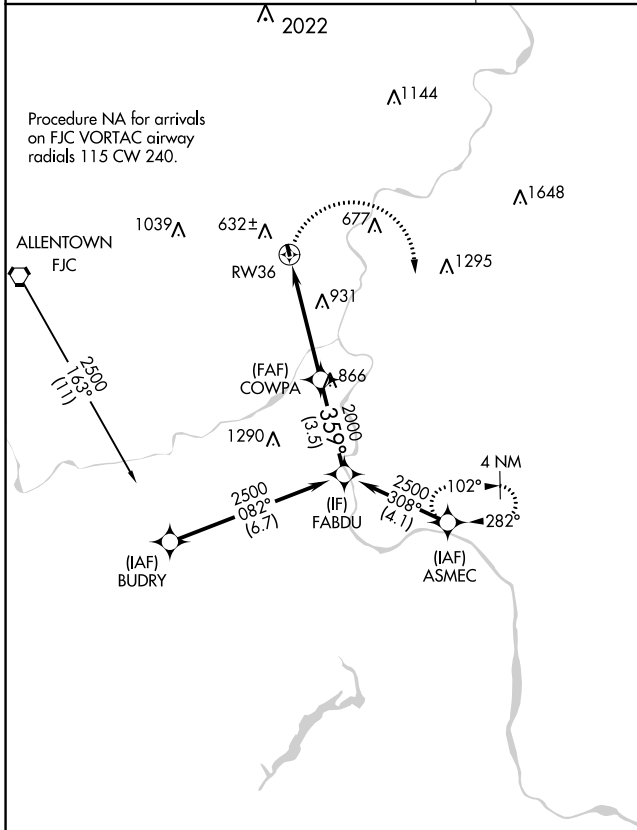 2022
1144
Procedure NA for arrivals
on FJC VORTAC airway
radials 115 CW 240.
1648
1039
632±
677
ALLENTOWN
FJC
1295
RW36
931
2500
163°
(11)
(FAF)
COWPA
866
2000
359°
(3.5)
1290
4 NM
2500
308°
(4.1)
102°
282°
2500
082°
(6.7)
(IF)
FABDU
(IAF)
ASMEC
(IAF)
BUDRY